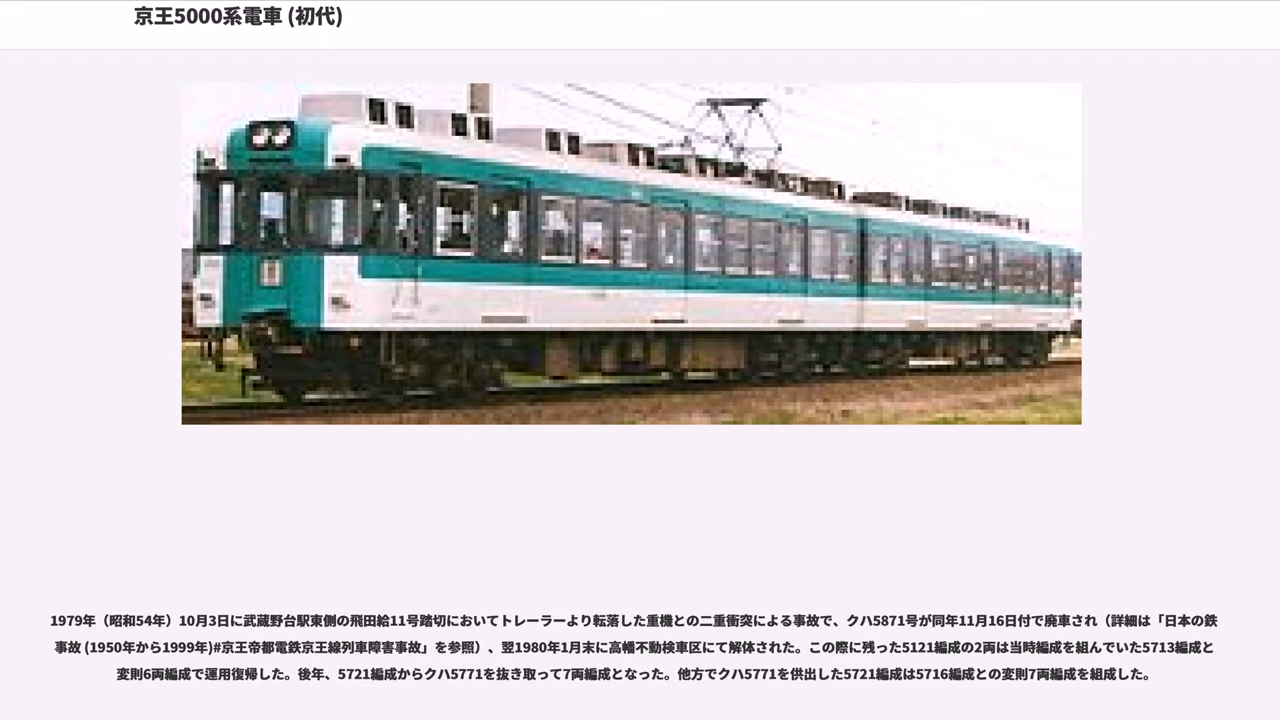 京王5000系電車 (初代)
1979年（昭和54年）10月3日に武蔵野台駅東側の飛田給11号踏切においてトレーラーより転落した重機との二重衝突による事故で、クハ5871号が同年11月16日付で廃車され（詳細は「日本の鉄
事故 (1950年から1999年)#京王帝都電鉄京王線列車障害事故」を参照）、翌1980年1月末に高幡不動検車区にて解体された。この際に残った5121編成の2両は当時編成を組んでいた5713編成と
変則6両編成で運用復帰した。後年、5721編成からクハ5771を抜き取って7両編成となった。他方でクハ5771を供出した5721編成は5716編成との変則7両編成を組成した。